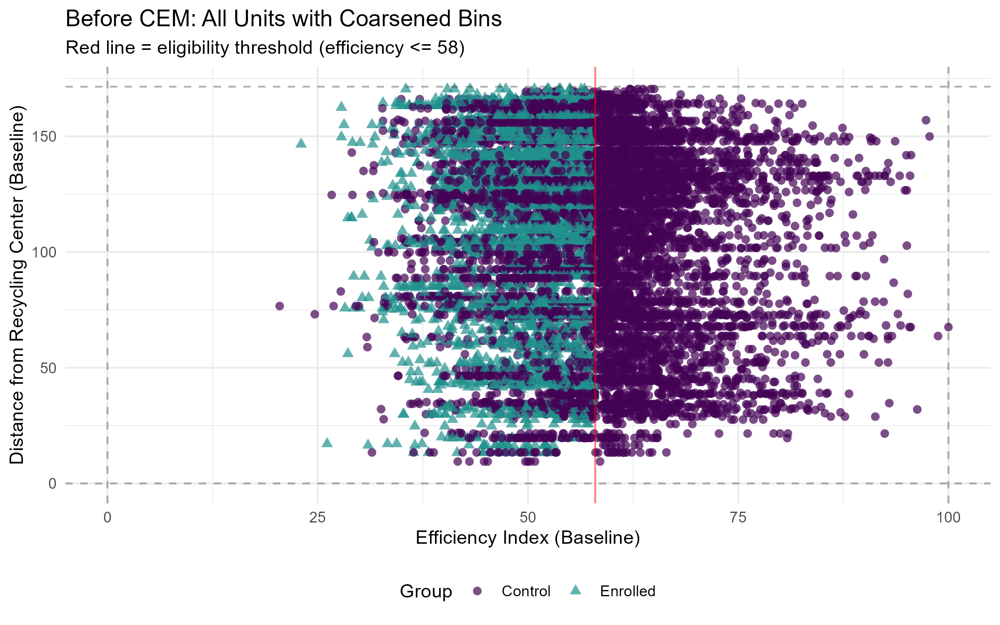 Before CEM: All Units with Coarsened Bins
Red line = eligibility threshold (efficiency <= 58)
Distance from Recycling Center (Baseline)
150
100
50
0
0 25 50 75 100
Efficiency Index (Baseline)
Group Control Enrolled